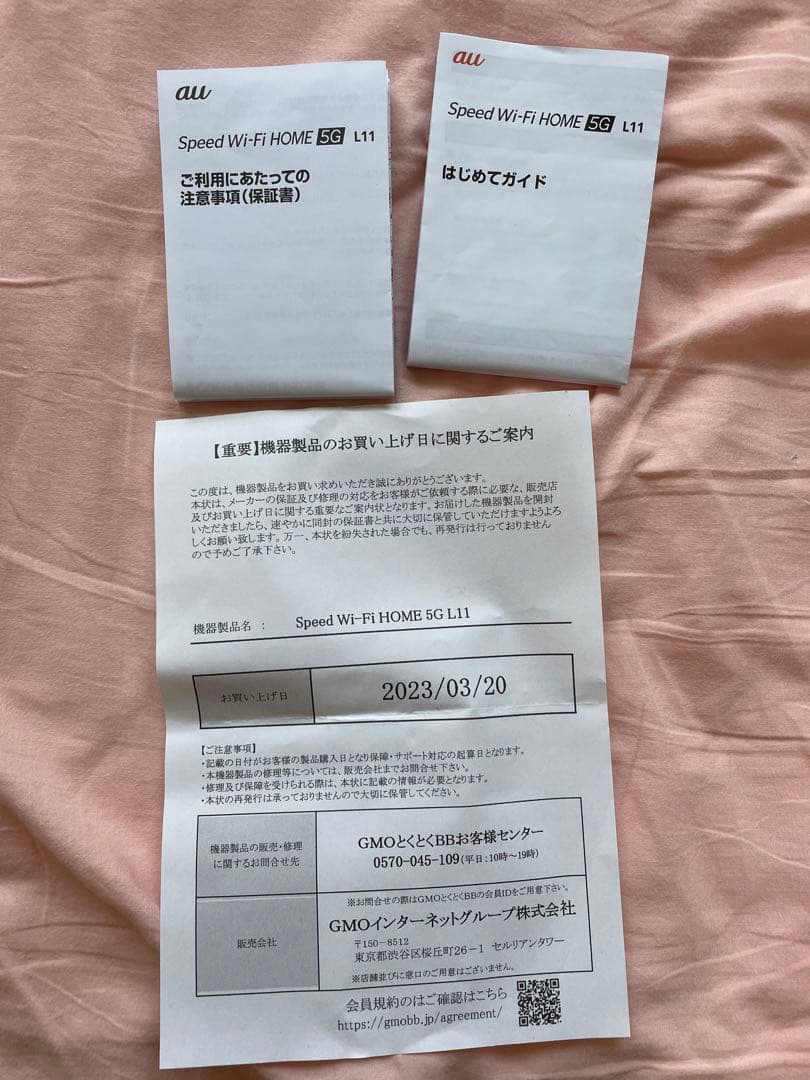 au
Speed Wi-Fi HOME 5G L11
ご利用にあたっての
注意事項(保証書)
au
Speed Wi-Fi HOME 5G L11
はじめてガイド
【重要】機器製品のお買い上げ日に関するご案内
この度は、機器製品をお買い求めいただき誠にありがとうございます。
本状は、メーカーの保証及び修理の対応をお客様がご依頼する際に必要な、販売店
及びお買い上げ日に関する重要なご案内状となります。お届けした機器製品を開封
いただきましたら、速やかに同封の保証書と共に大切に保管していただけますようよろ
しくお願い致します。万一、本状を紛失された場合でも、再発行は行っておりません
ので予めご了承下さい。
機器製品名 : Speed Wi-Fi HOME 5G L11
お買い上げ日 2023/03/20
【ご注意事項】
・記載の日付がお客様の製品購入日となり保障・サポート対応の起算日となります。
・本機器製品の修理等については、販売会社までお問合せ下さい。
・修理及び保障を受けられる際は、本状に記載の情報が必要となります。
・本状の再発行は承っておりませんので大切に保管してください。
機器製品の販売・修理
に関するお問合せ先
GMOとくとくBBお客様センター
0570-045-109(平日:10時～19時)
※お問合せの際はGMOとくとくBBの会員IDをご用意下さい。
販売会社
GMOインターネットグループ株式会社
〒150-8512
東京都渋谷区桜丘町26-1 セルリアンタワー
※店舗並びに窓口のご用意はございません。
会員規約のはご確認はこちら
https://gmobb.jp/agreement/